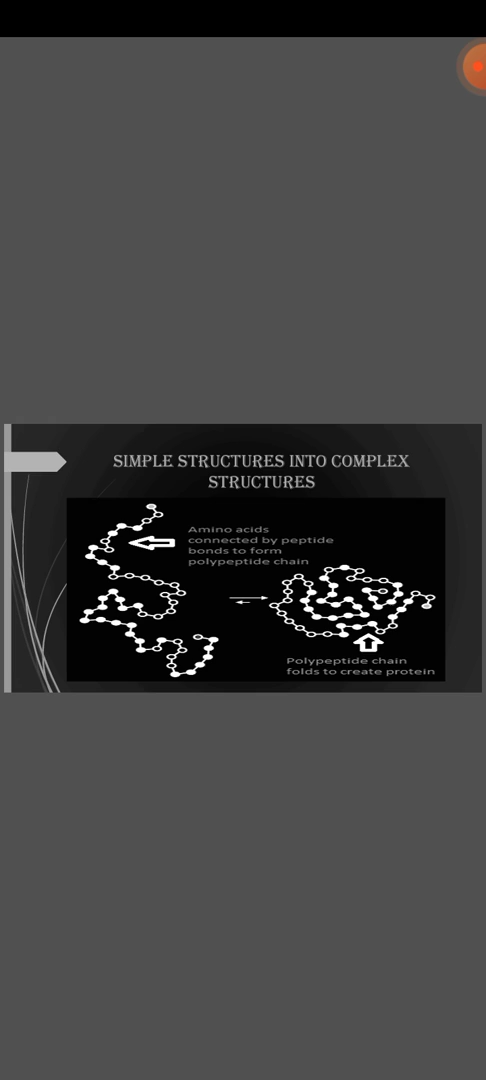 SIMPLE STRUCTURES INTO COMPLEX
STRUCTURES
Amino acids
connected by peptide
bonds to form
polypeptide chain
Polypeptide chain
folds to create protein